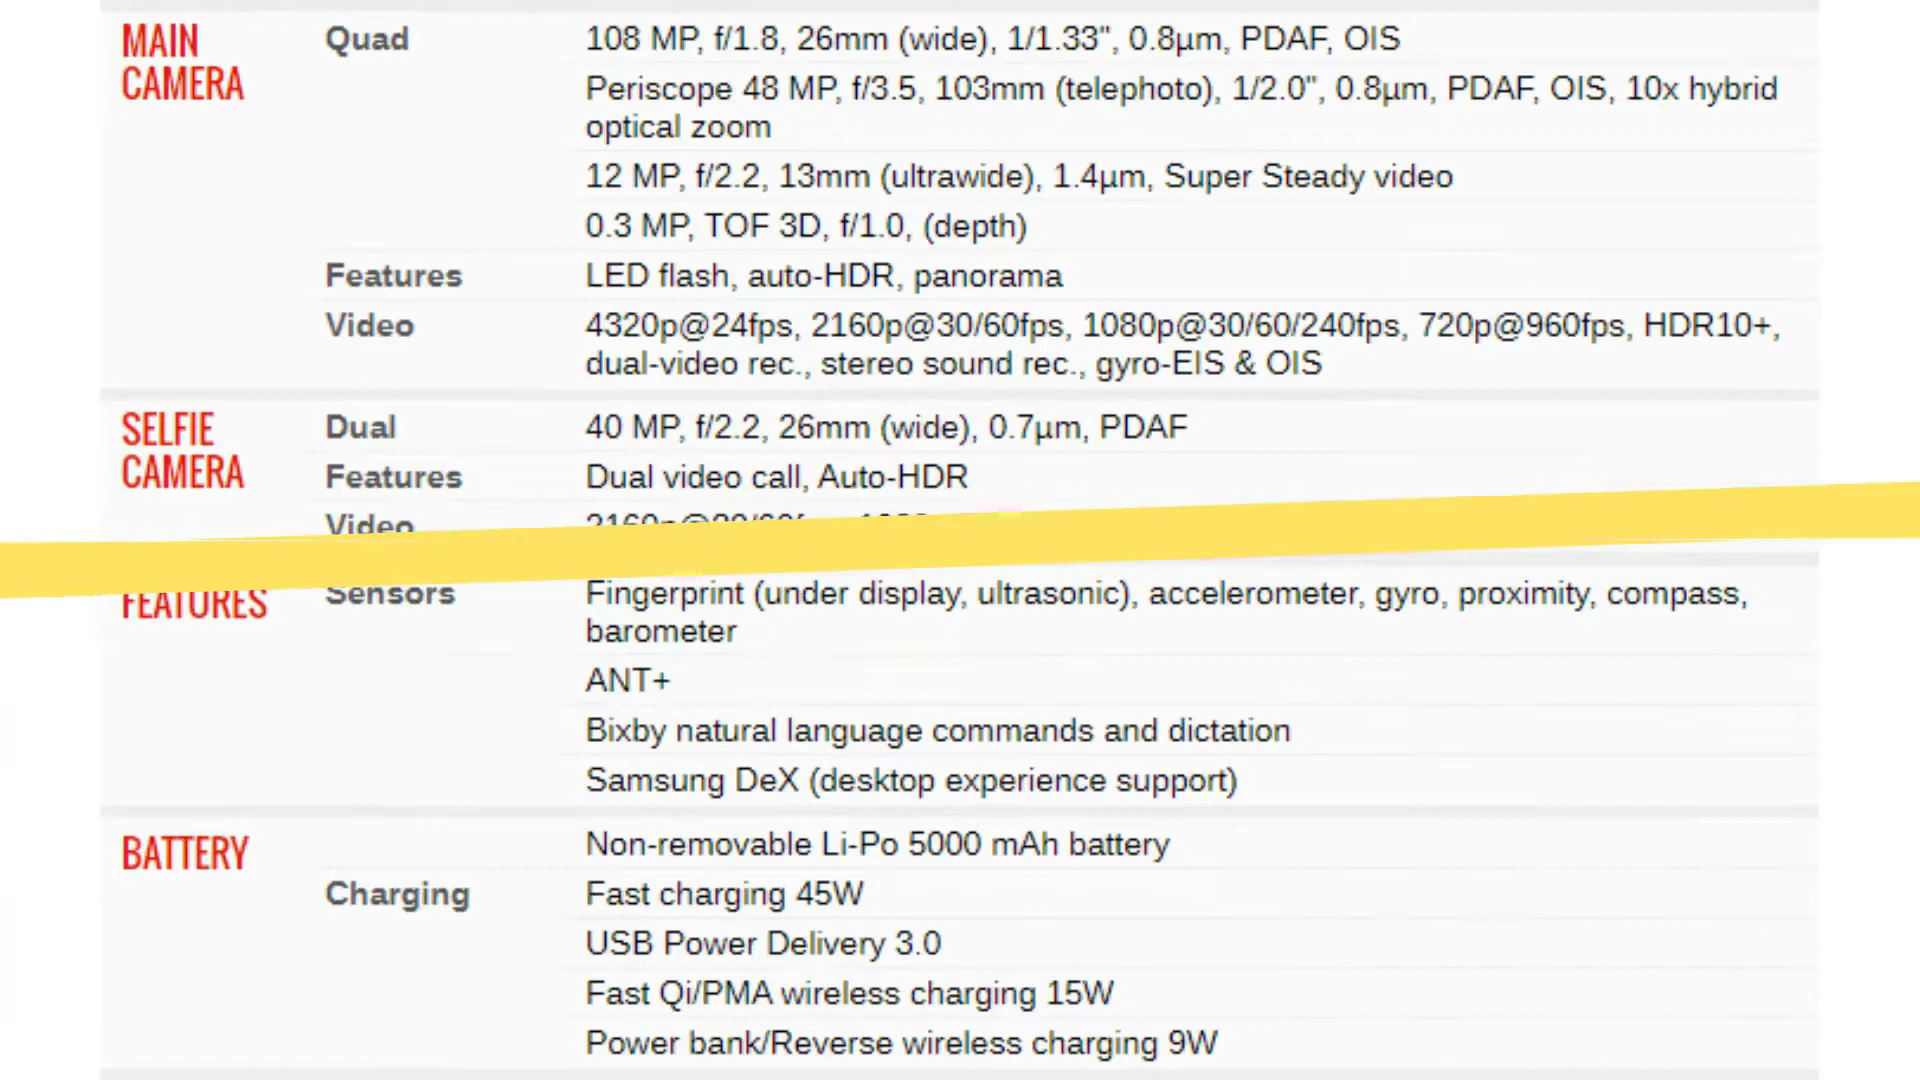 MAIN CAMERA Quad 108 MP, f/1.8, 26mm (wide), 1/1.33", 0.8µm, PDAF, OIS
Periscope 48 MP, f/3.5, 103mm (telephoto), 1/2.0", 0.8µm, PDAF, OIS, 10x hybrid
optical zoom
12 MP, f/2.2, 13mm (ultrawide), 1.4µm, Super Steady video
0.3 MP, TOF 3D, f/1.0, (depth)
Features LED flash, auto-HDR, panorama
Video 4320p@24fps, 2160p@30/60fps, 1080p@30/60/240fps, 720p@960fps, HDR10+,
dual-video rec., stereo sound rec., gyro-EIS & OIS
SELFIE CAMERA Dual 40 MP, f/2.2, 26mm (wide), 0.7µm, PDAF
Features Dual video call, Auto-HDR
Video
FEATURES Sensors Fingerprint (under display, ultrasonic), accelerometer, gyro, proximity, compass,
barometer
ANT+
Bixby natural language commands and dictation
Samsung DeX (desktop experience support)
BATTERY Non-removable Li-Po 5000 mAh battery
Charging Fast charging 45W
USB Power Delivery 3.0
Fast Qi/PMA wireless charging 15W
Power bank/Reverse wireless charging 9W